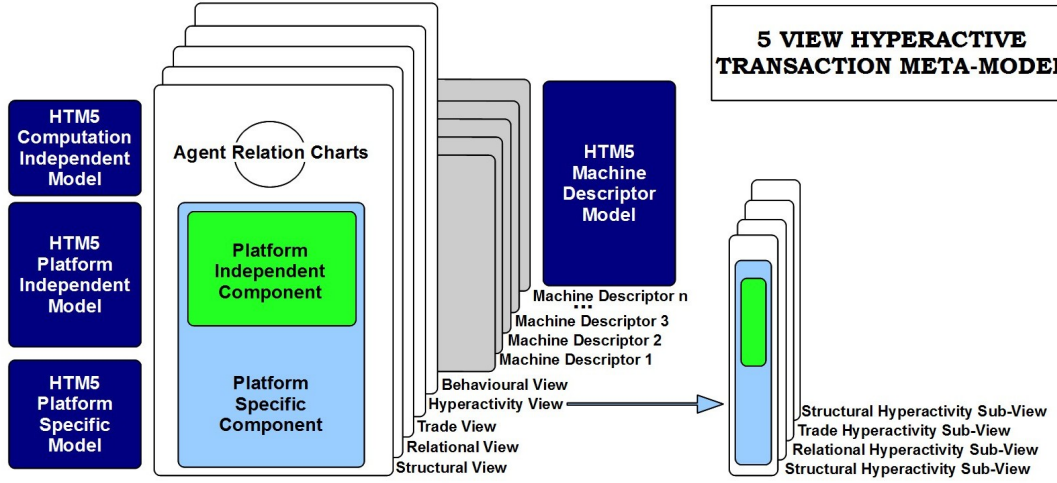 5 VIEW HYPERACTIVE
TRANSACTION META-MODEL
HTM5
Computation
Independent
Model
HTM5
Platform
Independent
Model
HTM5
Platform
Specific
Model
Agent Relation Charts
Platform
Independent
Component
Platform
Specific
Component
HTM5
Machine
Descriptor
Model
Machine Descriptor n
...
Machine Descriptor 3
Machine Descriptor 2
Machine Descriptor 1
Behavioural View
Hyperactivity View
Trade View
Relational View
Structural View
Structural Hyperactivity Sub-View
Trade Hyperactivity Sub-View
Relational Hyperactivity Sub-View
Structural Hyperactivity Sub-View